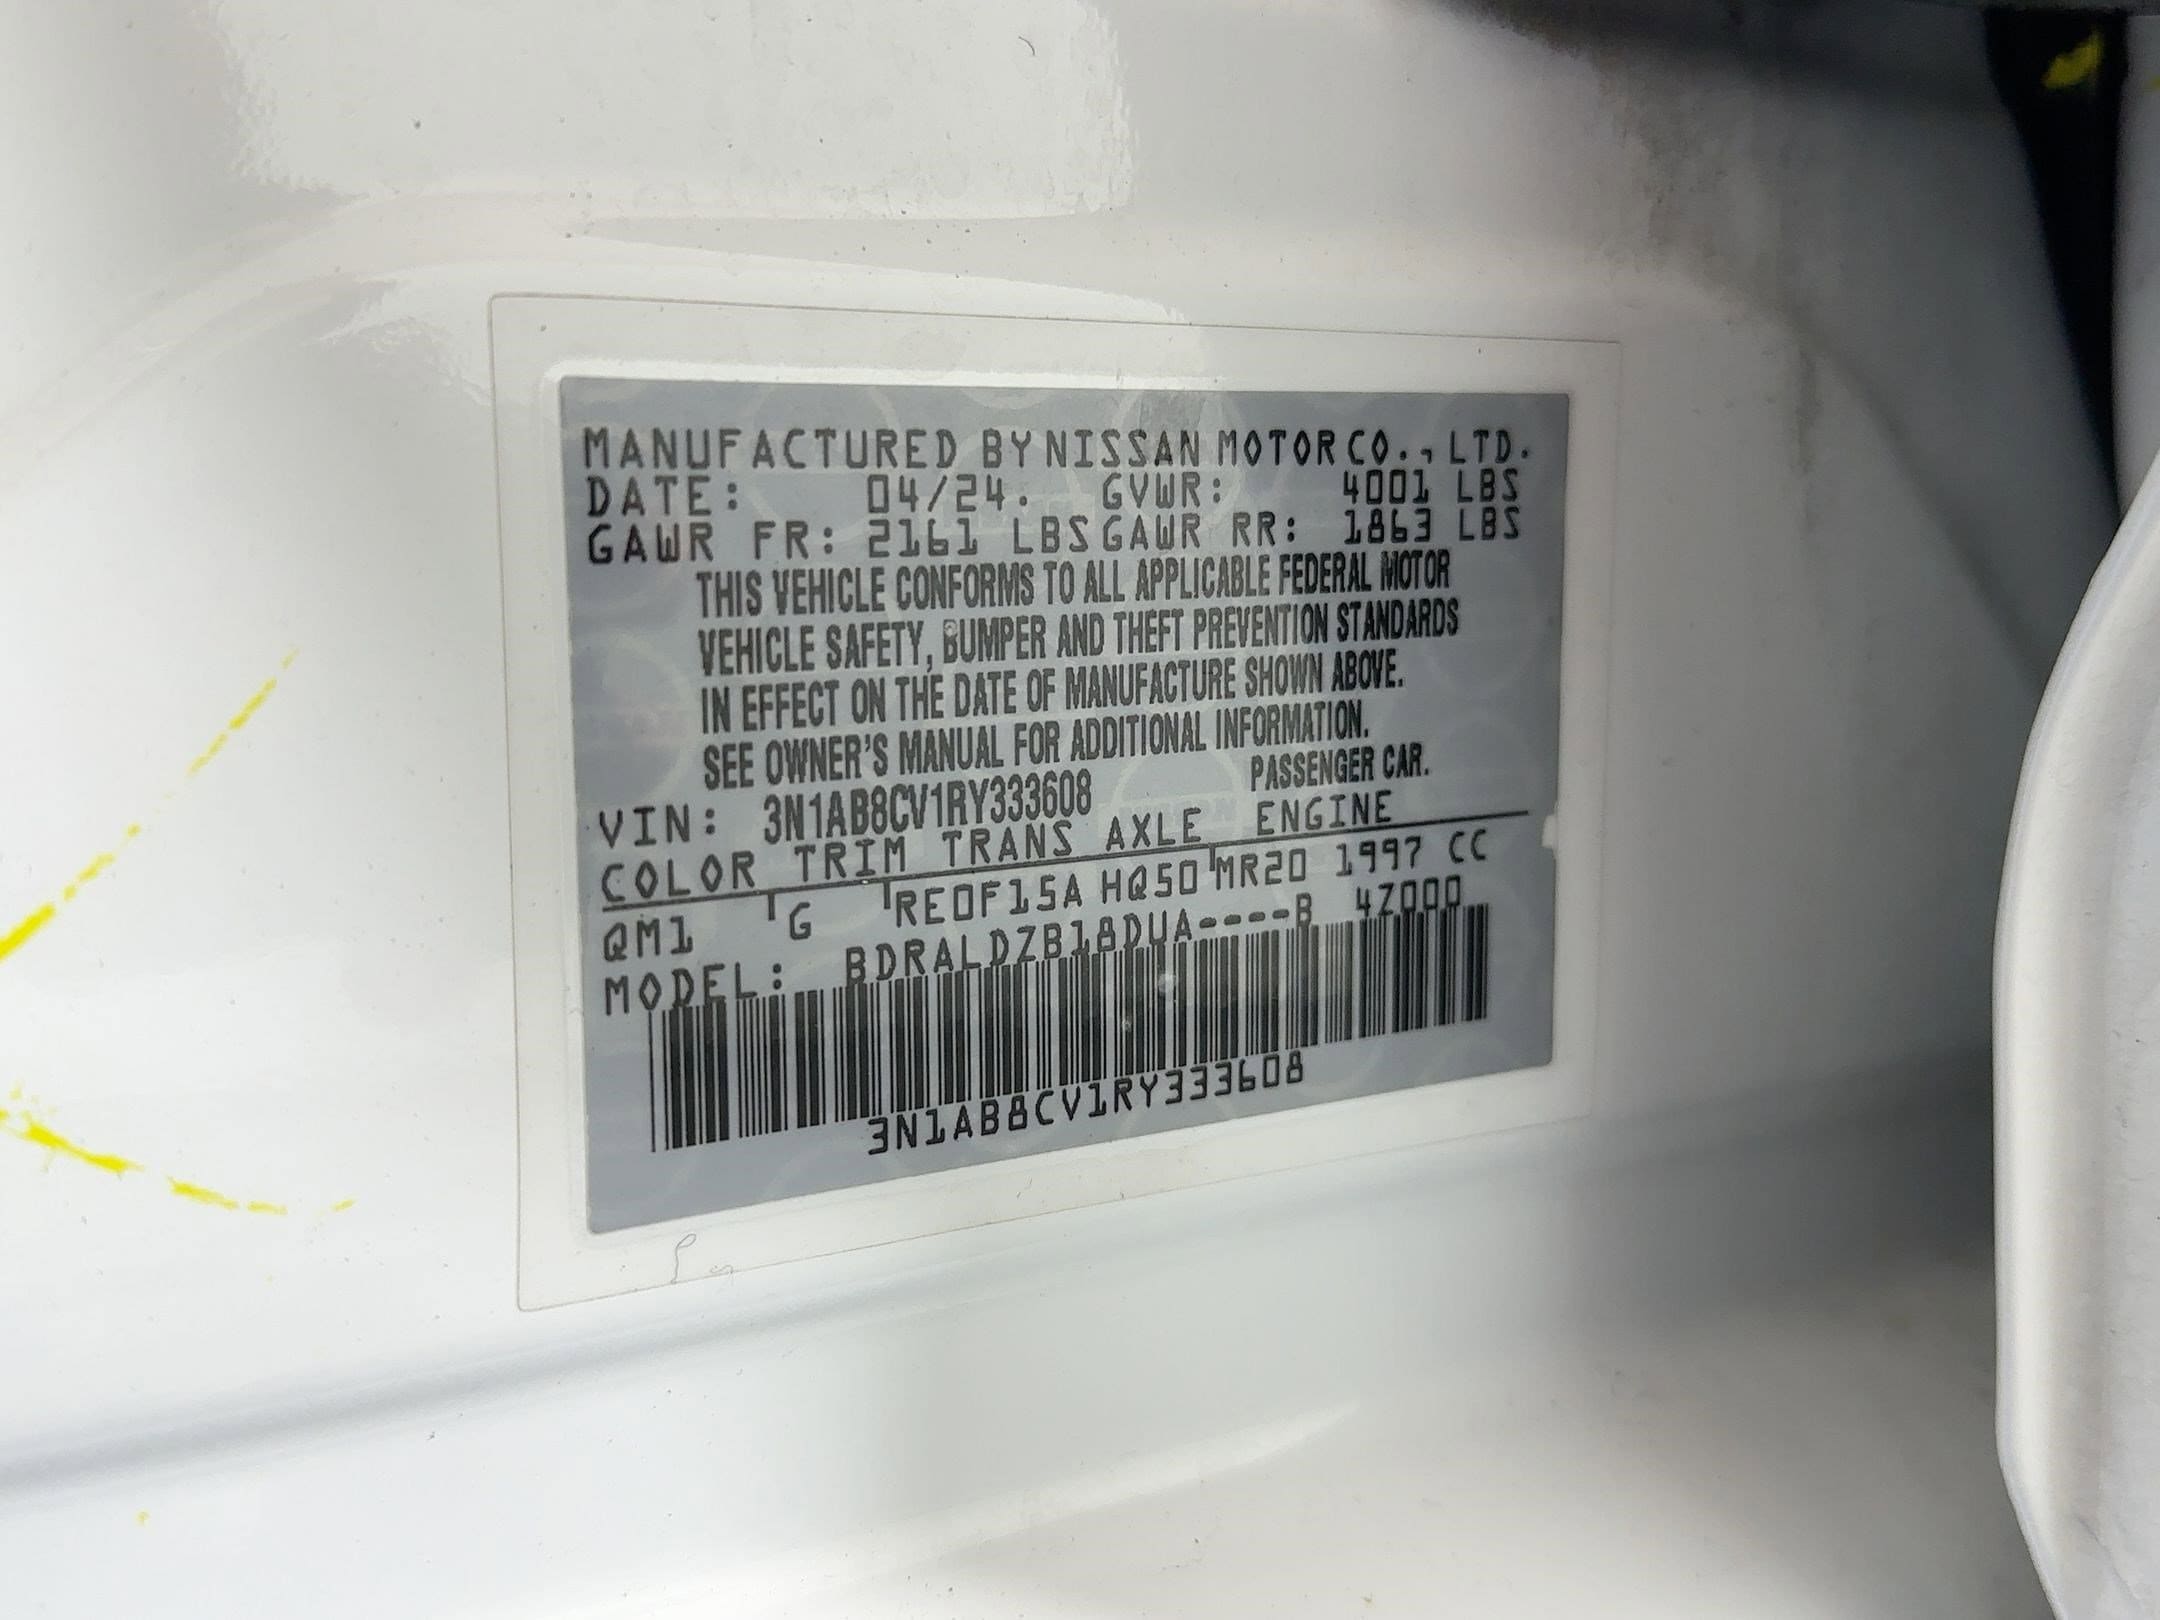 MANUFACTURED BY NISSAN MOTOR CO., LTD.
DATE: 04/24. GVWR: 4001 LBS
GAWR FR: 2161 LBS GAWR RR: 1863 LBS
THIS VEHICLE CONFORMS TO ALL APPLICABLE FEDERAL MOTOR
VEHICLE SAFETY, BUMPER AND THEFT PREVENTION STANDARDS
IN EFFECT ON THE DATE OF MANUFACTURE SHOWN ABOVE.
SEE OWNER'S MANUAL FOR ADDITIONAL INFORMATION.
VIN: 3N1AB8CV1RY333608 PASSENGER CAR.
COLOR TRIM TRANS AXLE ENGINE
QM1 G RE0F15A HQ50 MR20 1997 CC
MODEL: BDRALDZB18DUA----B 4Z000
3N1AB8CV1RY333608